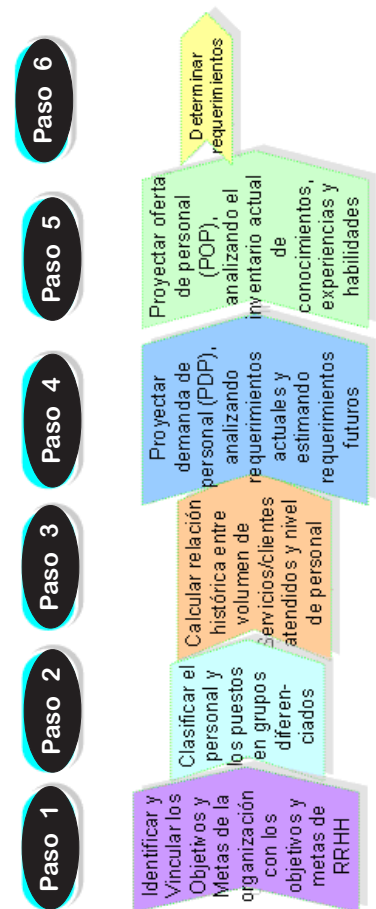 Paso 1
Identificar y
Vincular los
Objetivos y
Metas de la
organización
con los
objetivos y
metas de
RRHH
Paso 2
Clasificar el
personal y
los puestos
en grupos
diferen-
ciados
Paso 3
Calcular relación
histórica entre
volumen de
Servicios/clientes
atendidos y nivel
de personal
Paso 4
Proyectar
demanda de
personal (PDP),
analizando
requerimientos
actuales y
estimando
requerimientos
futuros
Paso 5
Proyectar oferta
de personal
(POP),
analizando el
inventario actual
de
conocimientos,
experiencias y
habilidades
Paso 6
Determinar
requerimientos